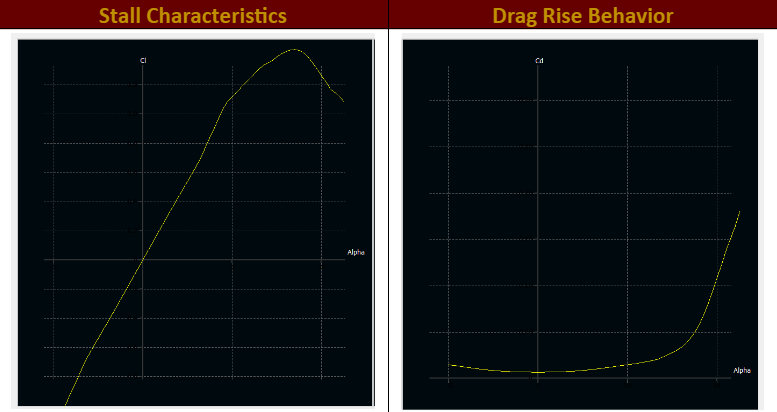 Stall Characteristics
Drag Rise Behavior
Cl
Alpha
Cd
Alpha